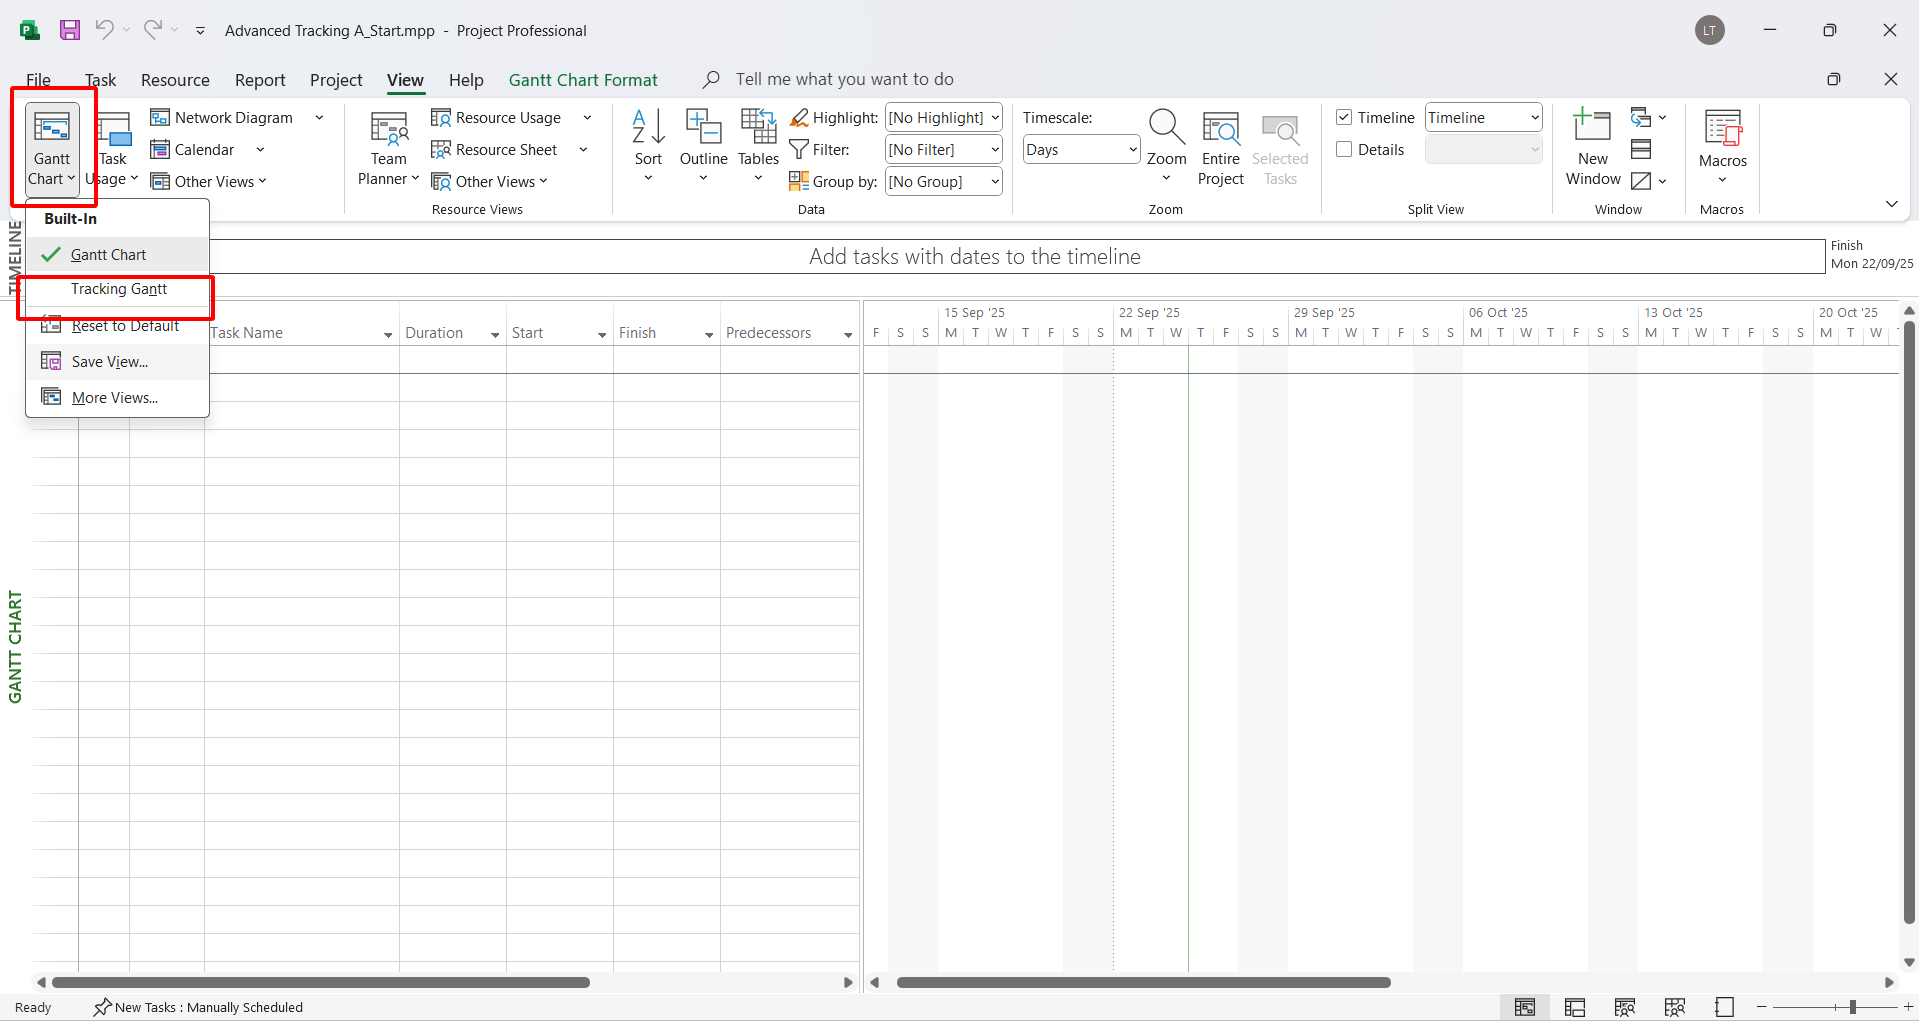 Advanced Tracking A_Start.mpp - Project Professional
LT
File Task Resource Report Project View Help Gantt Chart Format Tell me what you want to do
Gantt Chart
Task Usage
Network Diagram
Calendar
Other Views
Team Planner
Resource Usage
Resource Sheet
Other Views
Resource Views
Sort
Outline
Tables
Highlight: [No Highlight]
Filter: [No Filter]
Group by: [No Group]
Data
Timescale:
Days
Zoom
Entire Project
Selected Tasks
Zoom
Timeline Timeline
Details
Split View
New Window
Window
Macros
Macros
Built-In
Gantt Chart
Tracking Gantt
Reset to Default
Save View...
More Views...
TIMELINE
Add tasks with dates to the timeline
Finish
Mon 22/09/25
Task Name Duration Start Finish Predecessors
15 Sep '25 22 Sep '25 29 Sep '25 06 Oct '25 13 Oct '25 20 Oct '25
F S S M T W T F S S M T W T F S S M T W T F S S M T W T F S S M T W T F S S M T W
GANTT CHART
Ready New Tasks : Manually Scheduled